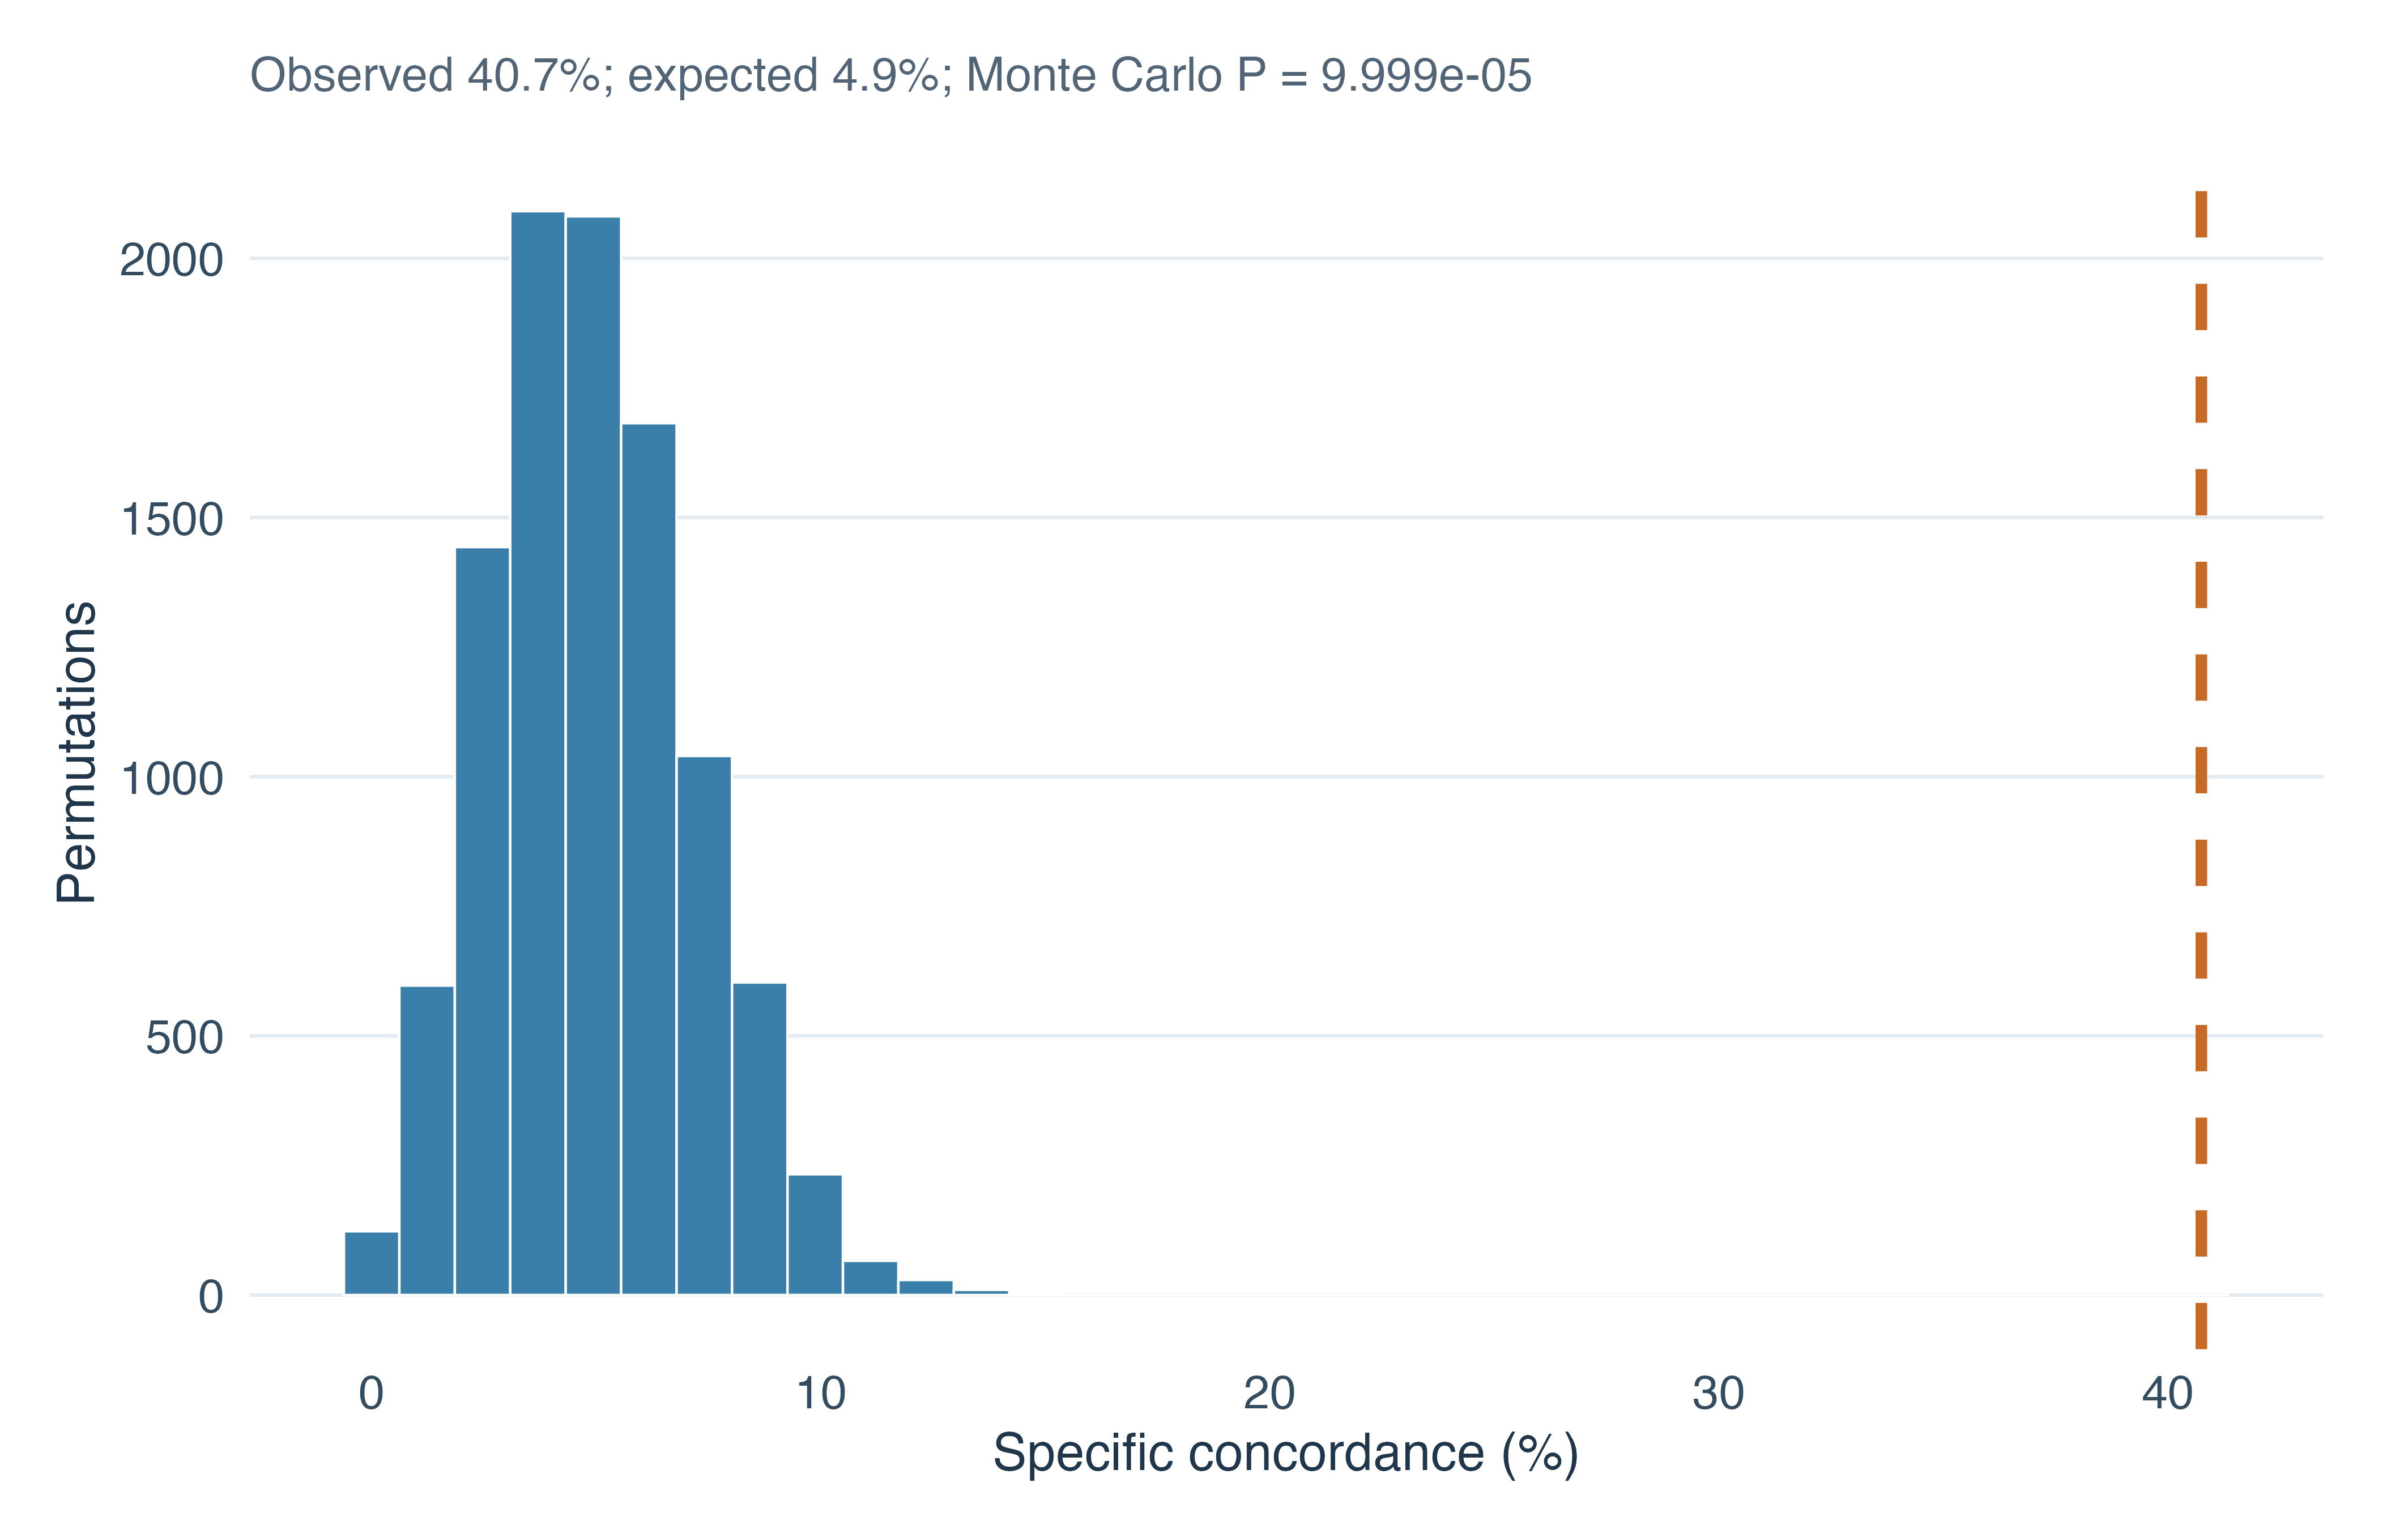 Observed 40.7%; expected 4.9%; Monte Carlo P = 9.999e-05
2000
1500
1000
500
0
Permutations
0 10 20 30 40
Specific concordance (%)